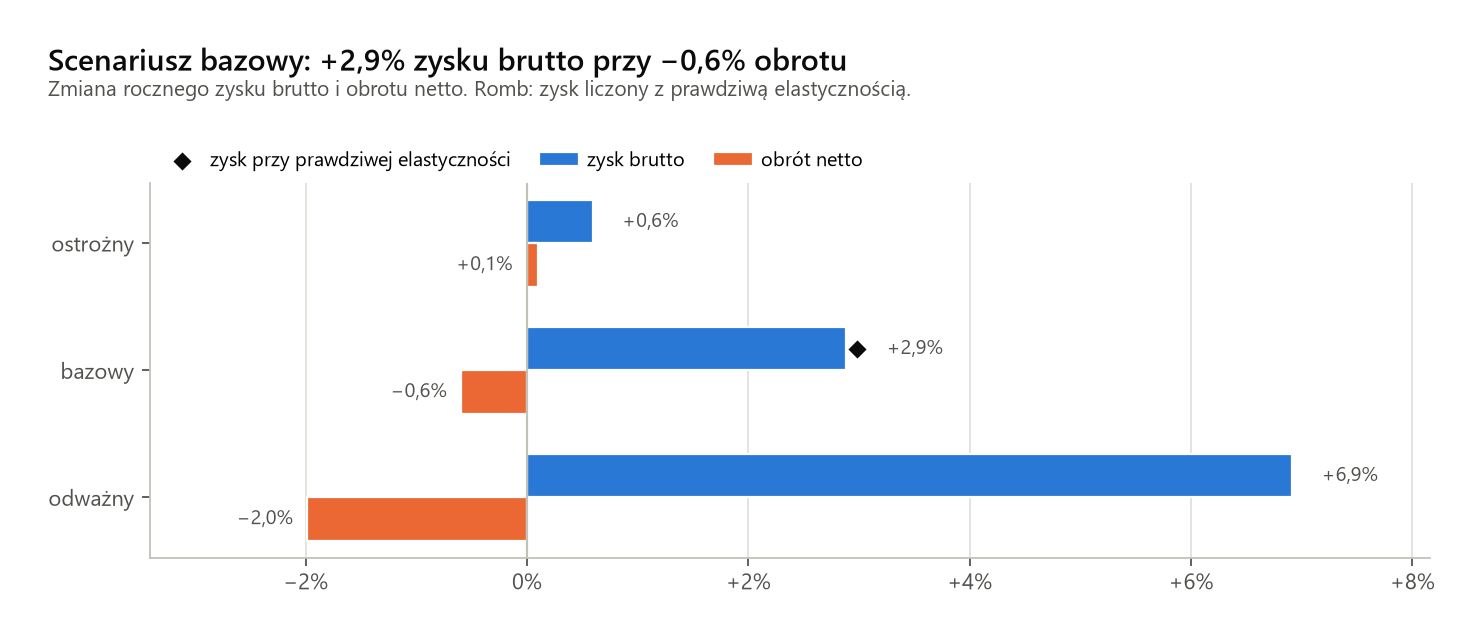 Scenariusz bazowy: +2,9% zysku brutto przy −0,6% obrotu
Zmiana rocznego zysku brutto i obrotu netto. Romb: zysk liczony z prawdziwą elastycznością.
zysk przy prawdziwej elastyczności zysk brutto obrót netto
ostrożny
+0,6%
+0,1%
bazowy
+2,9%
−0,6%
odważny
+6,9%
−2,0%
−2% 0% +2% +4% +6% +8%